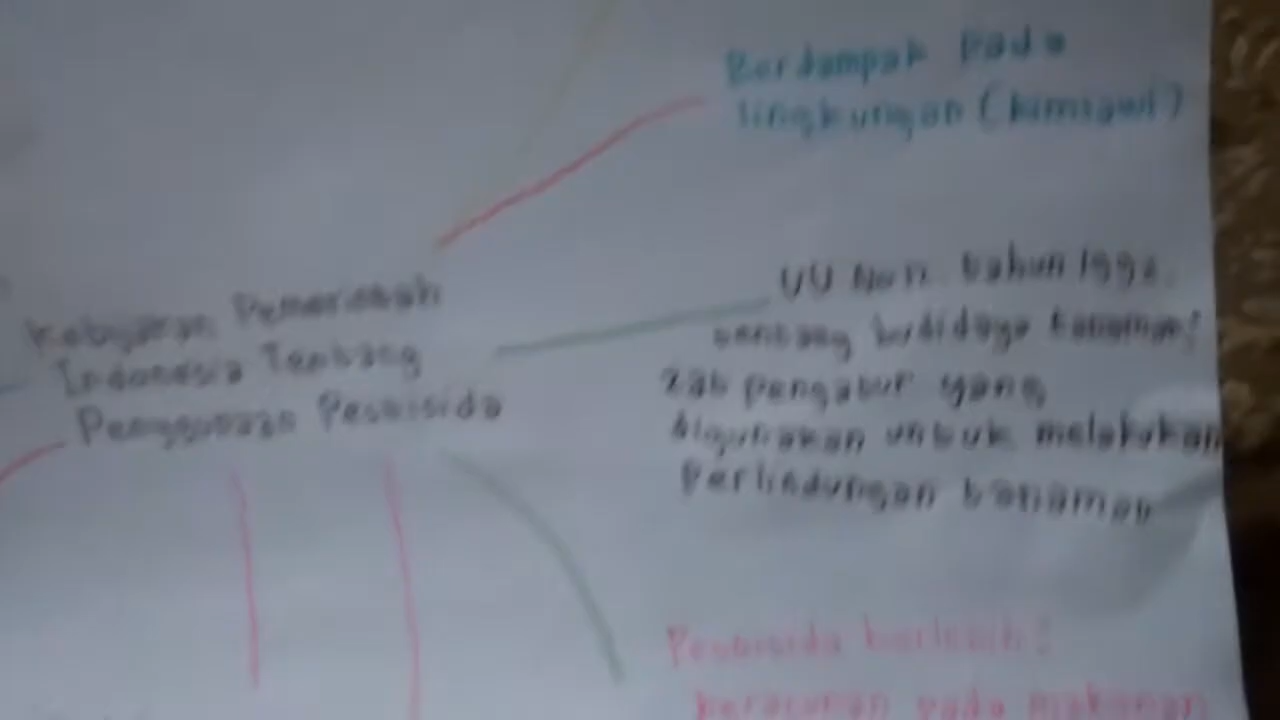 Berdampak pada
lingkungan (kimiawi)
Kebijakan Pemerintah
Indonesia Tentang
Penggunaan Pestisida
UU No 12 tahun 1992
tentang budidaya tanaman:
zat pengatur yang
digunakan untuk melakukan
Perlindungan tanaman
Pestisida berlebih:
keracunan pada makanan